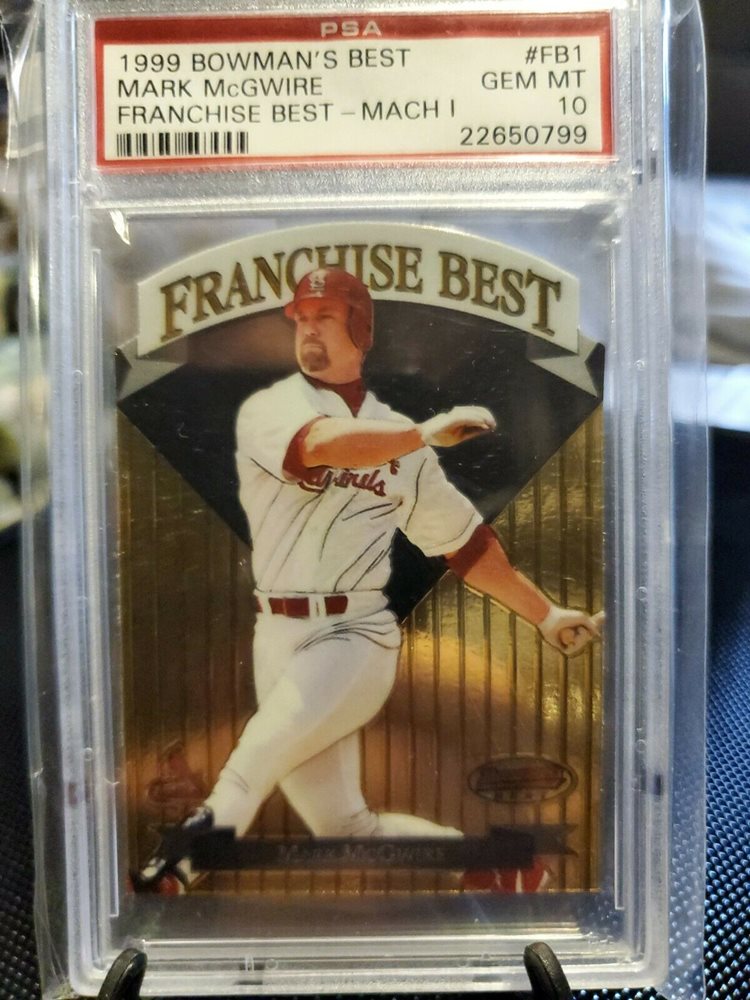 PSA
1999 BOWMAN'S BEST #FB1
MARK McGWIRE GEM MT
FRANCHISE BEST – MACH I 10
22650799
FRANCHISE BEST
Cardinals
MARK MCGWIRE